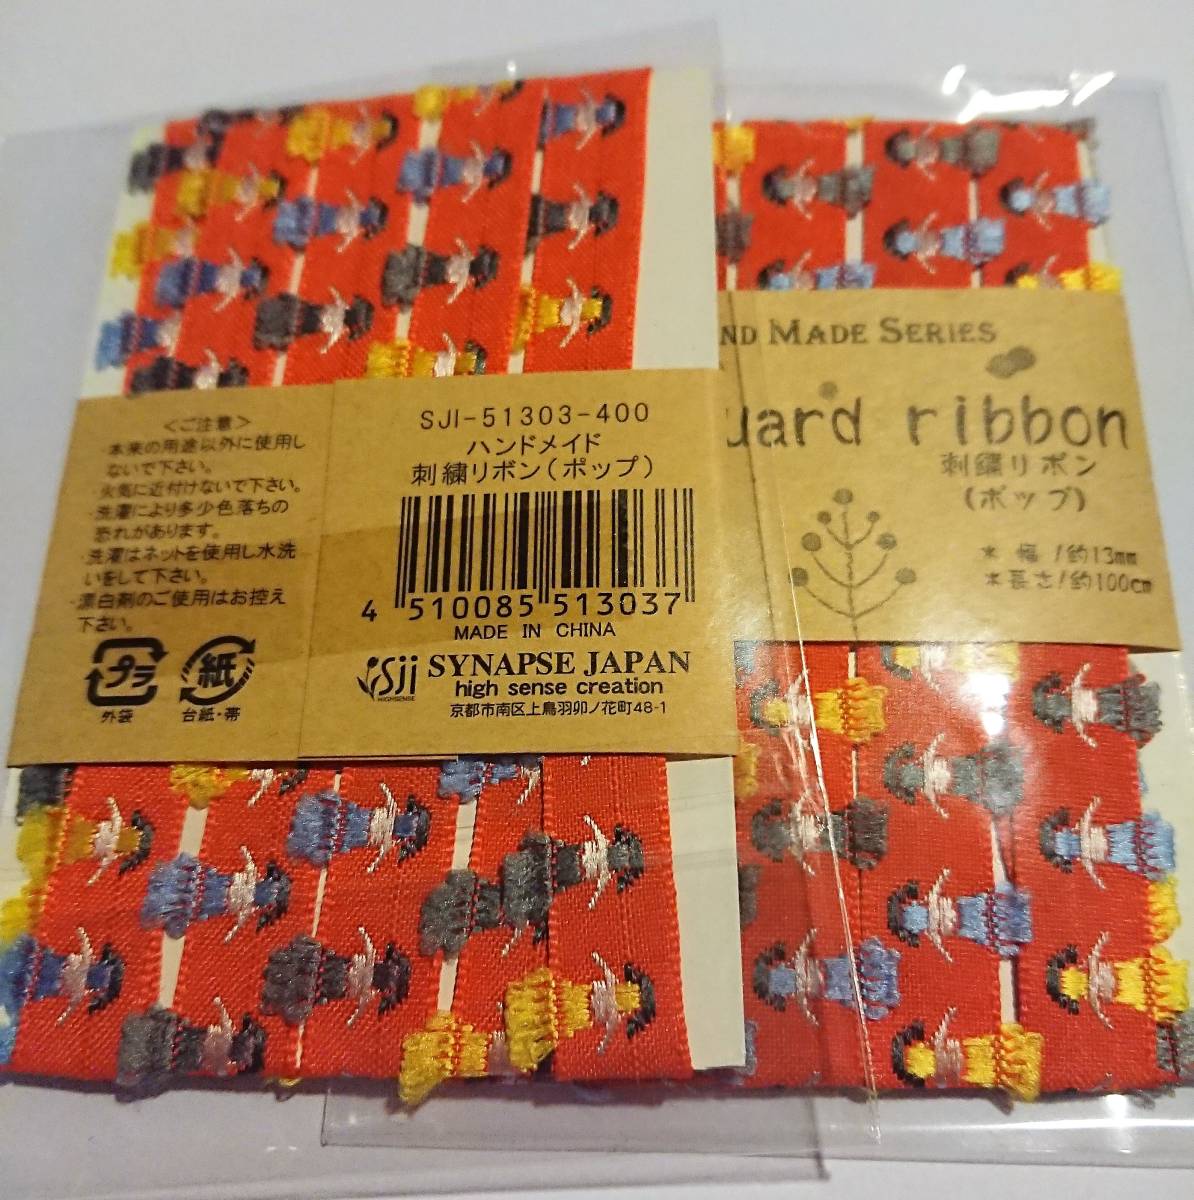 ＜ご注意＞
・本来の用途以外に使用し
ないで下さい。
・火気に近付けないで下さい。
・洗濯により多少色落ちの
恐れがあります。
・洗濯はネットを使用し水洗
いをして下さい。
・漂白剤のご使用はお控え
下さい。
プラ
外袋
紙
台紙・帯
SJI-51303-400
ハンドメイド
刺繍リボン(ポップ)
4 510085 513037
MADE IN CHINA
Sji
HIGHSENSE
SYNAPSE JAPAN
high sense creation
京都市南区上鳥羽卯ノ花町48-1
ND MADE SERIES
uard ribbon
刺繍リボン
(ポップ)
＊ 幅 /約13mm
＊長さ/約100cm